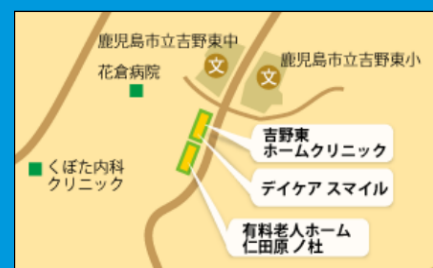 鹿児島市立吉野東中
花倉病院
文
文
鹿児島市立吉野東小
吉野東
ホームクリニック
くぼた内科
クリニック
デイケア スマイル
有料老人ホーム
仁田原ノ杜